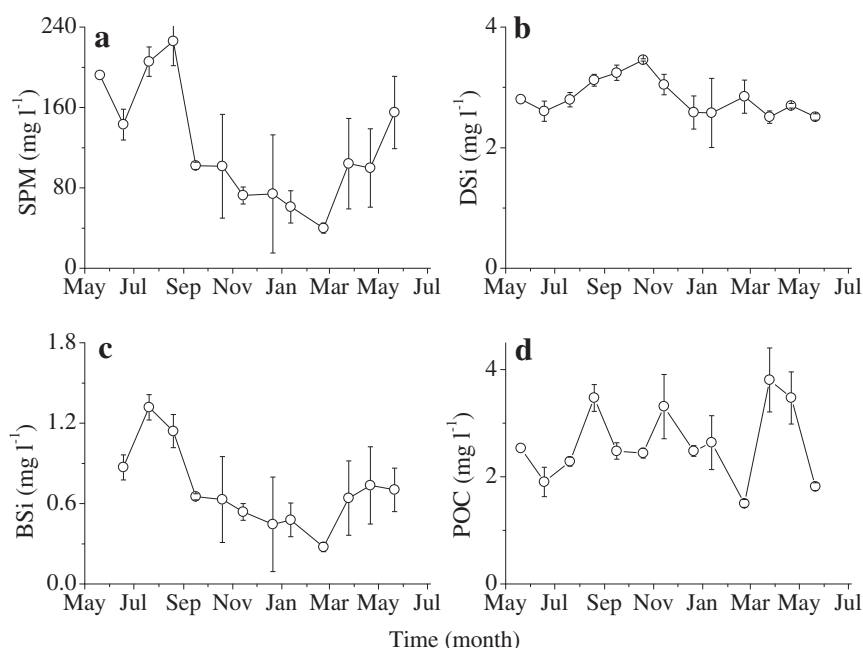 a
SPM (mg l⁻¹)
240
160
80
0
May Jul Sep Nov Jan Mar May Jul
b
DSi (mg l⁻¹)
4
2
0
May Jul Sep Nov Jan Mar May Jul
c
BSi (mg l⁻¹)
1.8
1.2
0.6
0.0
May Jul Sep Nov Jan Mar May Jul
d
POC (mg l⁻¹)
4
2
0
May Jul Sep Nov Jan Mar May Jul
Time (month)